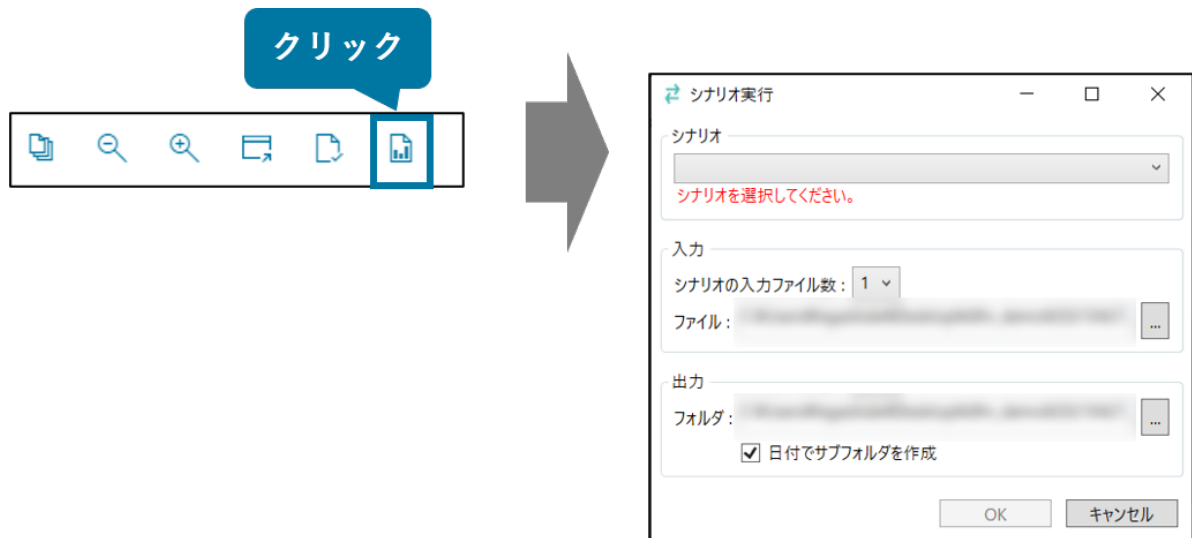 クリック
シナリオ実行
シナリオ
シナリオを選択してください。
入力
シナリオの入力ファイル数： 1
ファイル： ...
出力
フォルダ： ...
日付でサブフォルダを作成
OK キャンセル